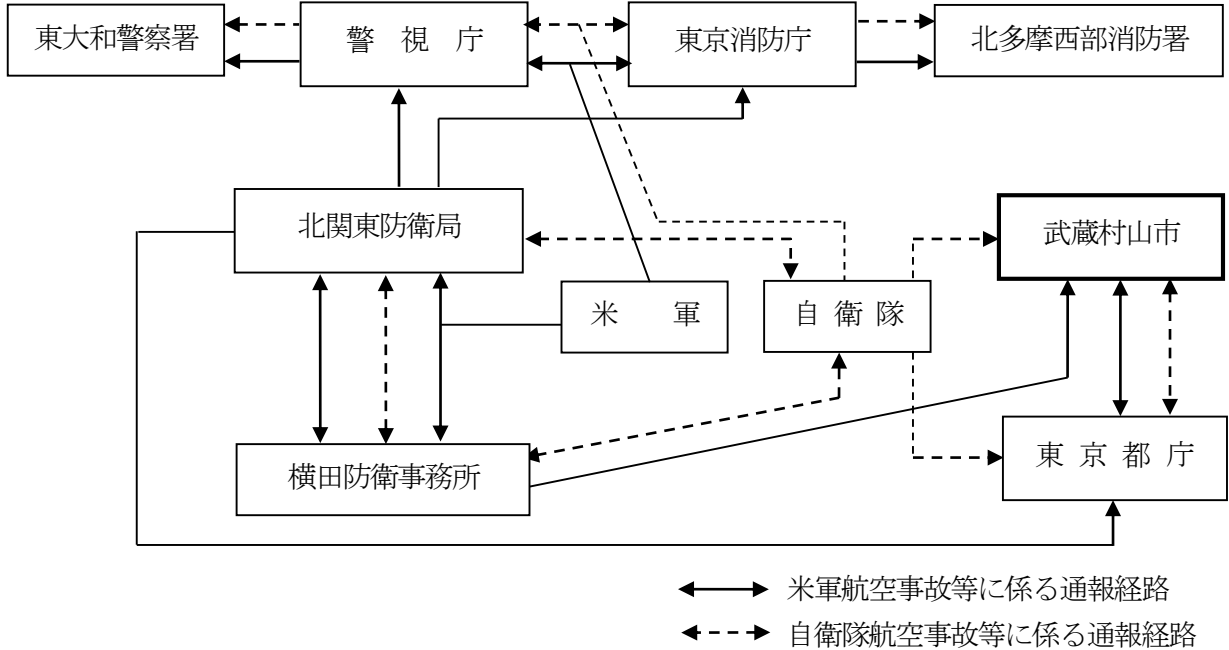 東大和警察署
警視庁
東京消防庁
北多摩西部消防署
北関東防衛局
武蔵村山市
米軍
自衛隊
東京都庁
横田防衛事務所
米軍航空事故等に係る通報経路
自衛隊航空事故等に係る通報経路